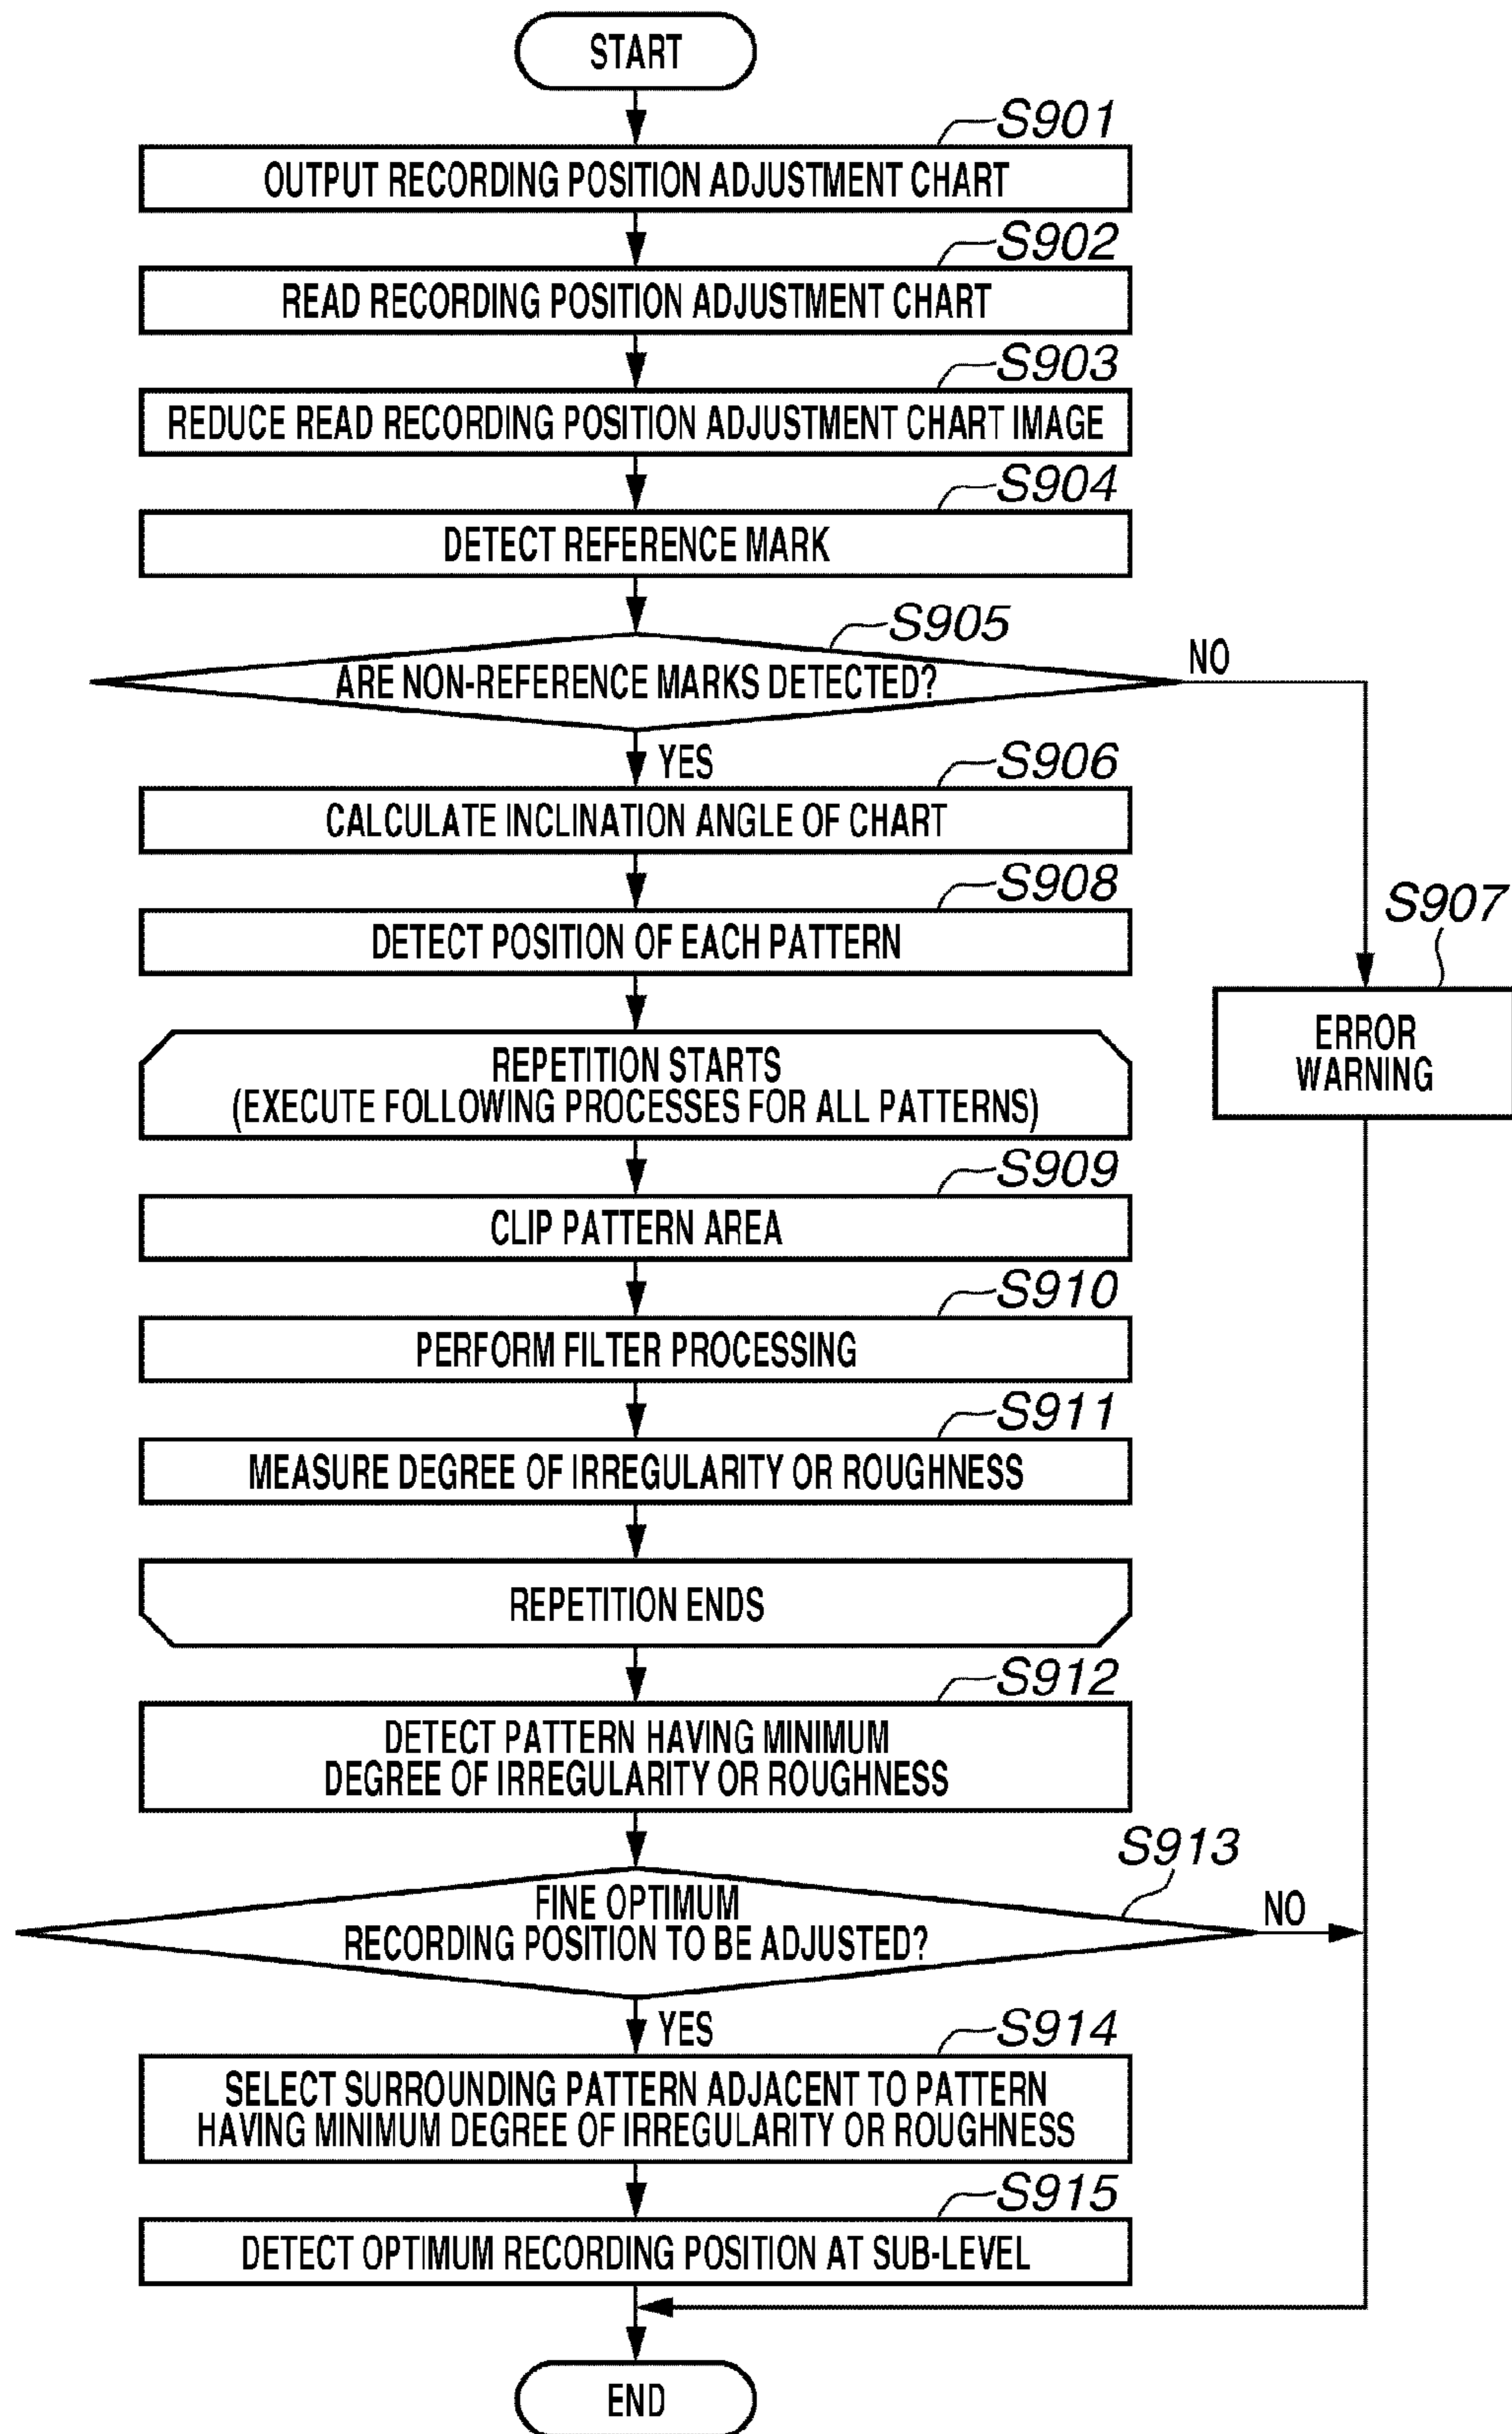 START
S901
OUTPUT RECORDING POSITION ADJUSTMENT CHART
S902
READ RECORDING POSITION ADJUSTMENT CHART
S903
REDUCE READ RECORDING POSITION ADJUSTMENT CHART IMAGE
S904
DETECT REFERENCE MARK
S905
ARE NON-REFERENCE MARKS DETECTED?
NO
YES
S906
CALCULATE INCLINATION ANGLE OF CHART
S908
DETECT POSITION OF EACH PATTERN
S907
ERROR
WARNING
REPETITION STARTS
(EXECUTE FOLLOWING PROCESSES FOR ALL PATTERNS)
S909
CLIP PATTERN AREA
S910
PERFORM FILTER PROCESSING
S911
MEASURE DEGREE OF IRREGULARITY OR ROUGHNESS
REPETITION ENDS
S912
DETECT PATTERN HAVING MINIMUM
DEGREE OF IRREGULARITY OR ROUGHNESS
S913
FINE OPTIMUM
RECORDING POSITION TO BE ADJUSTED?
NO
YES
S914
SELECT SURROUNDING PATTERN ADJACENT TO PATTERN
HAVING MINIMUM DEGREE OF IRREGULARITY OR ROUGHNESS
S915
DETECT OPTIMUM RECORDING POSITION AT SUB-LEVEL
END